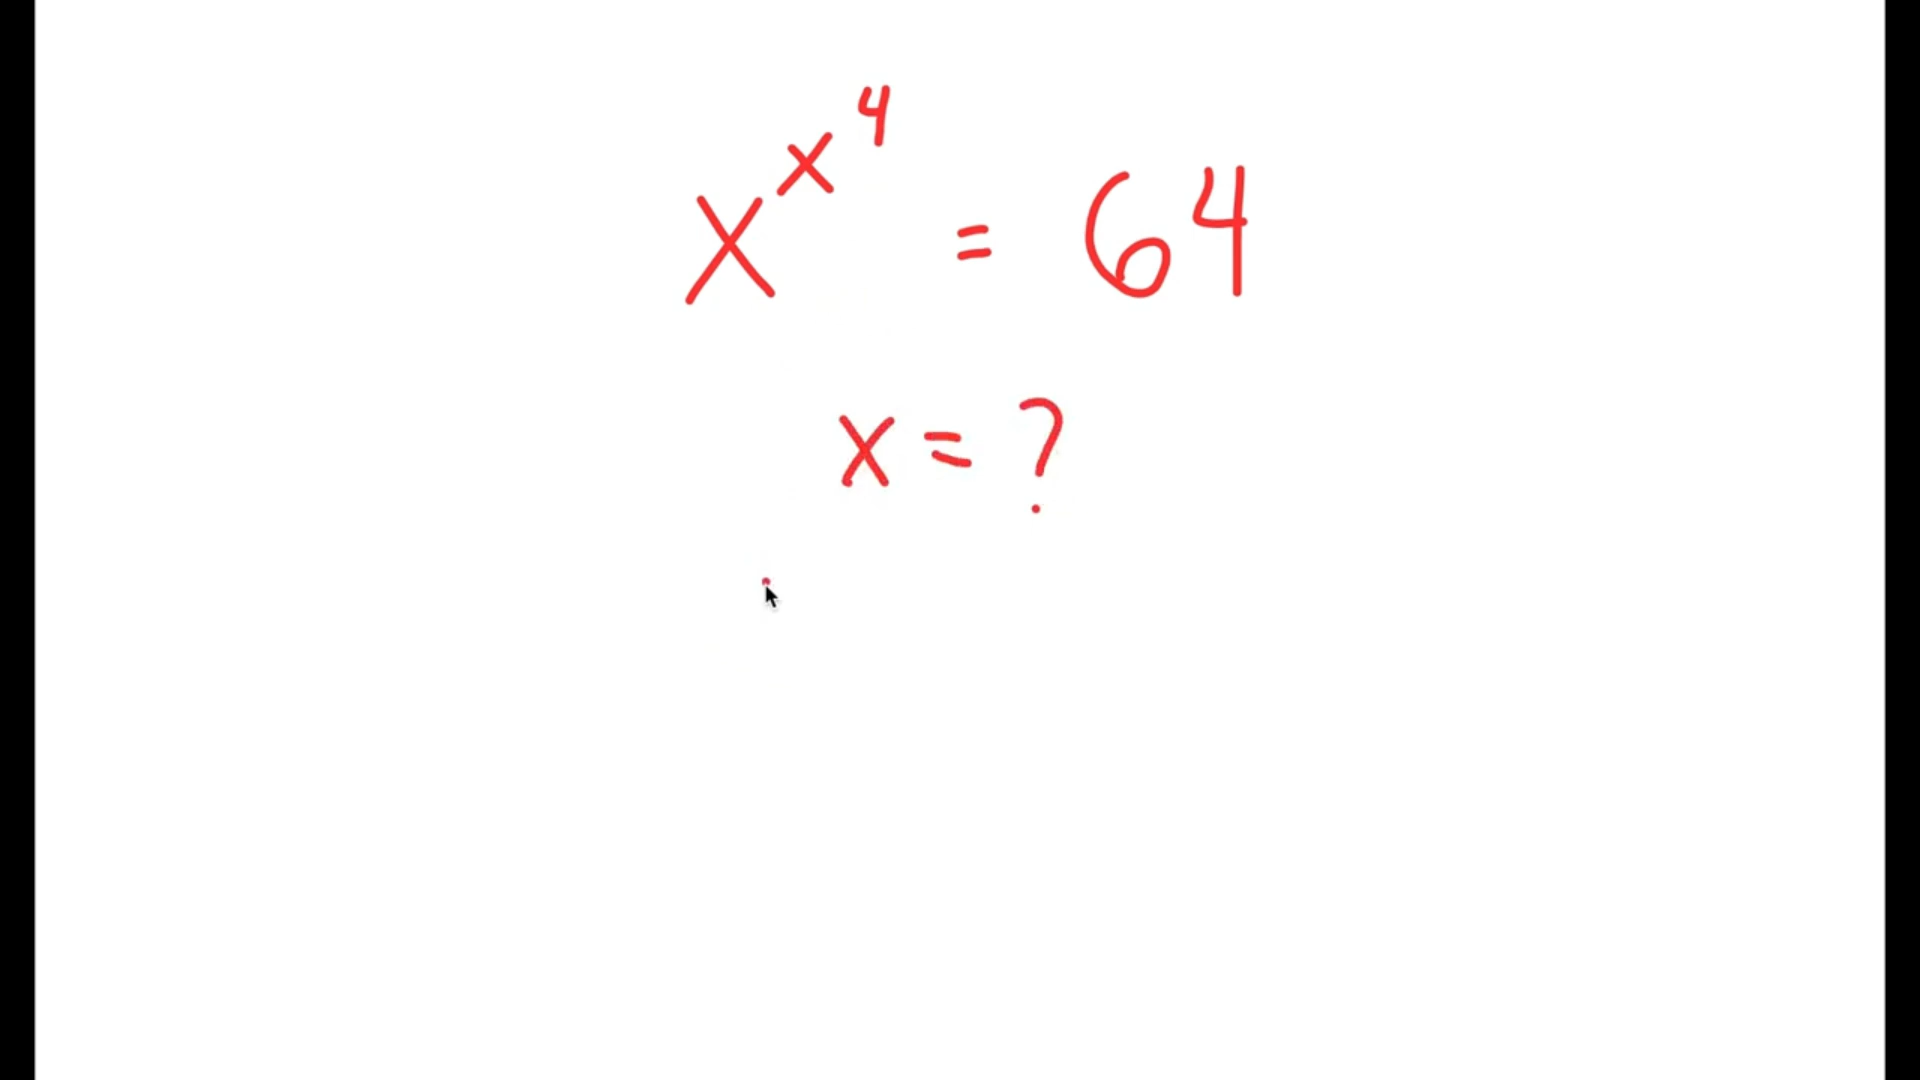 x^{x^4} = 64
x = ?